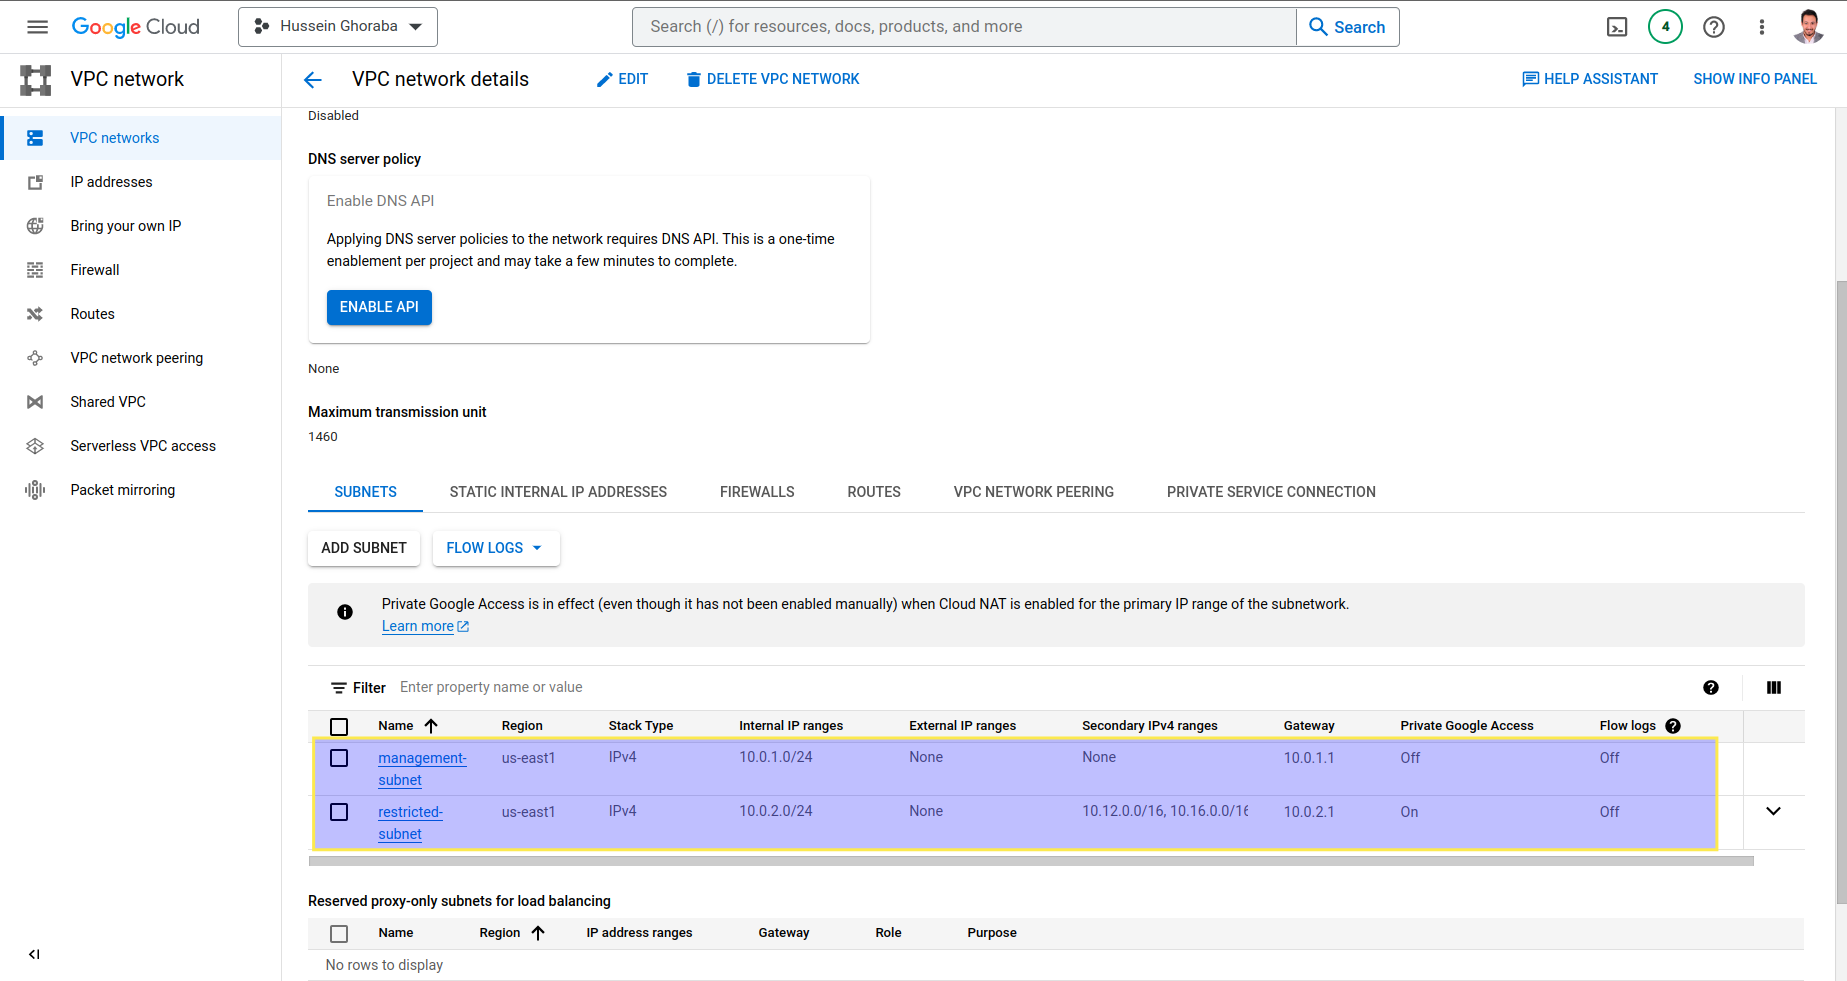 Google Cloud
Hussein Ghoraba
Search (/) for resources, docs, products, and more
Search
4
VPC network
VPC network details
EDIT
DELETE VPC NETWORK
HELP ASSISTANT
SHOW INFO PANEL
VPC networks
IP addresses
Bring your own IP
Firewall
Routes
VPC network peering
Shared VPC
Serverless VPC access
Packet mirroring
Disabled
DNS server policy
Enable DNS API
Applying DNS server policies to the network requires DNS API. This is a one-time
enablement per project and may take a few minutes to complete.
ENABLE API
None
Maximum transmission unit
1460
SUBNETS STATIC INTERNAL IP ADDRESSES FIREWALLS ROUTES VPC NETWORK PEERING PRIVATE SERVICE CONNECTION
ADD SUBNET FLOW LOGS
Private Google Access is in effect (even though it has not been enabled manually) when Cloud NAT is enabled for the primary IP range of the subnetwork.
Learn more
Filter Enter property name or value
Name Region Stack Type Internal IP ranges External IP ranges Secondary IPv4 ranges Gateway Private Google Access Flow logs
management- us-east1 IPv4 10.0.1.0/24 None None 10.0.1.1 Off Off
subnet
restricted- us-east1 IPv4 10.0.2.0/24 None 10.12.0.0/16, 10.16.0.0/16 10.0.2.1 On Off
subnet
Reserved proxy-only subnets for load balancing
Name Region IP address ranges Gateway Role Purpose
No rows to display